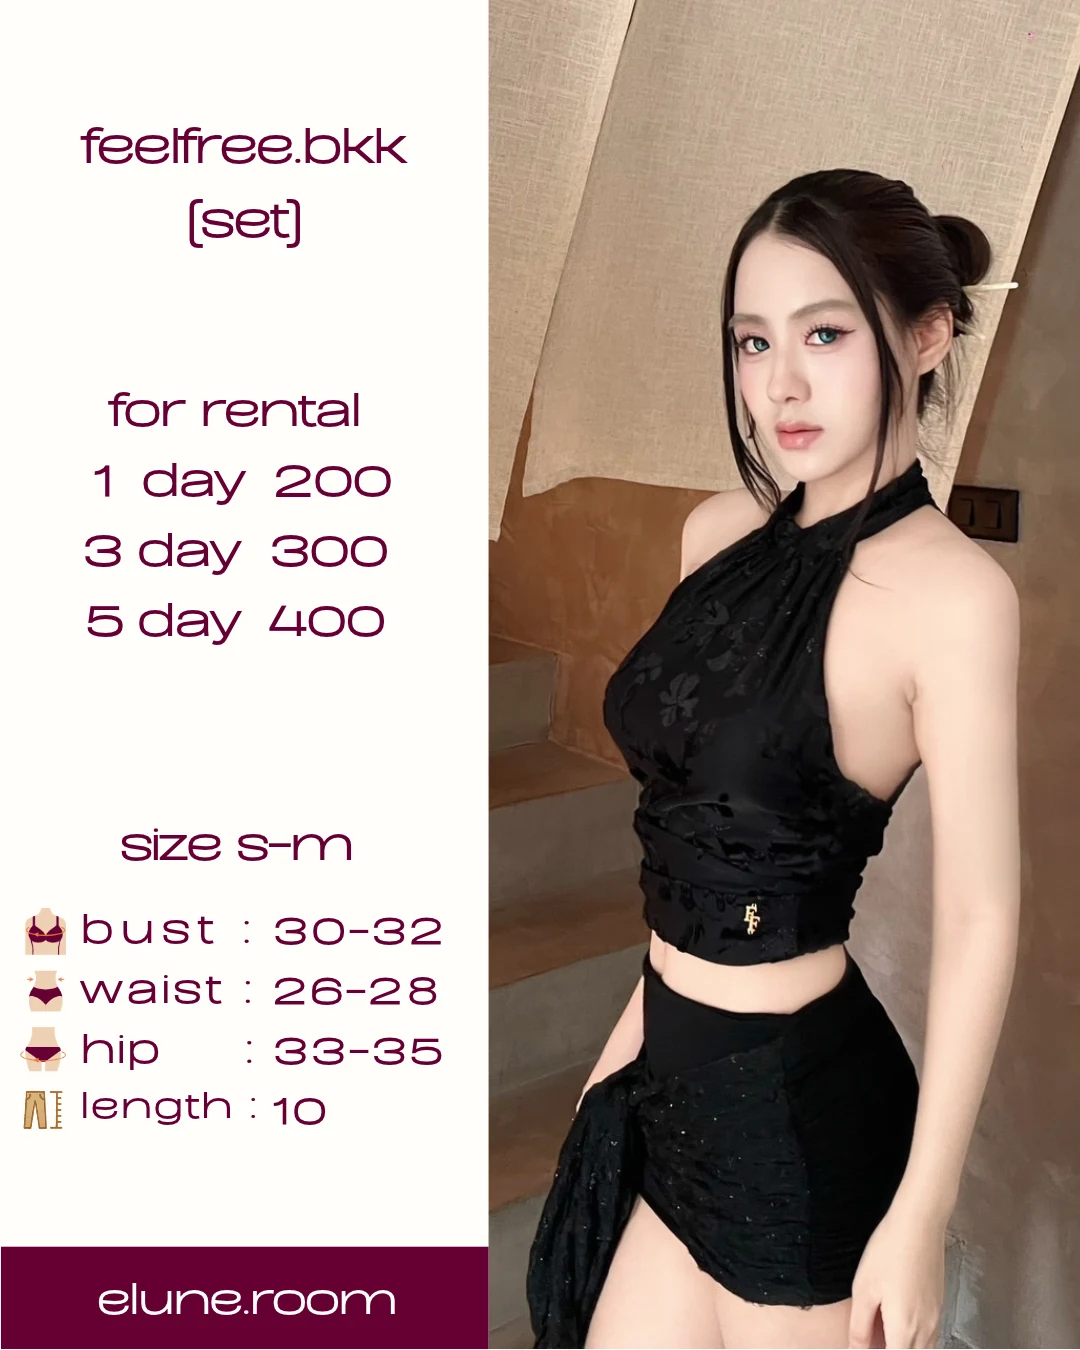 feelfree.bkk
[set]
for rental
1 day 200
3 day 300
5 day 400
size s-m
bust : 30-32
waist : 26-28
hip : 33-35
length : 10
elune.room
FF